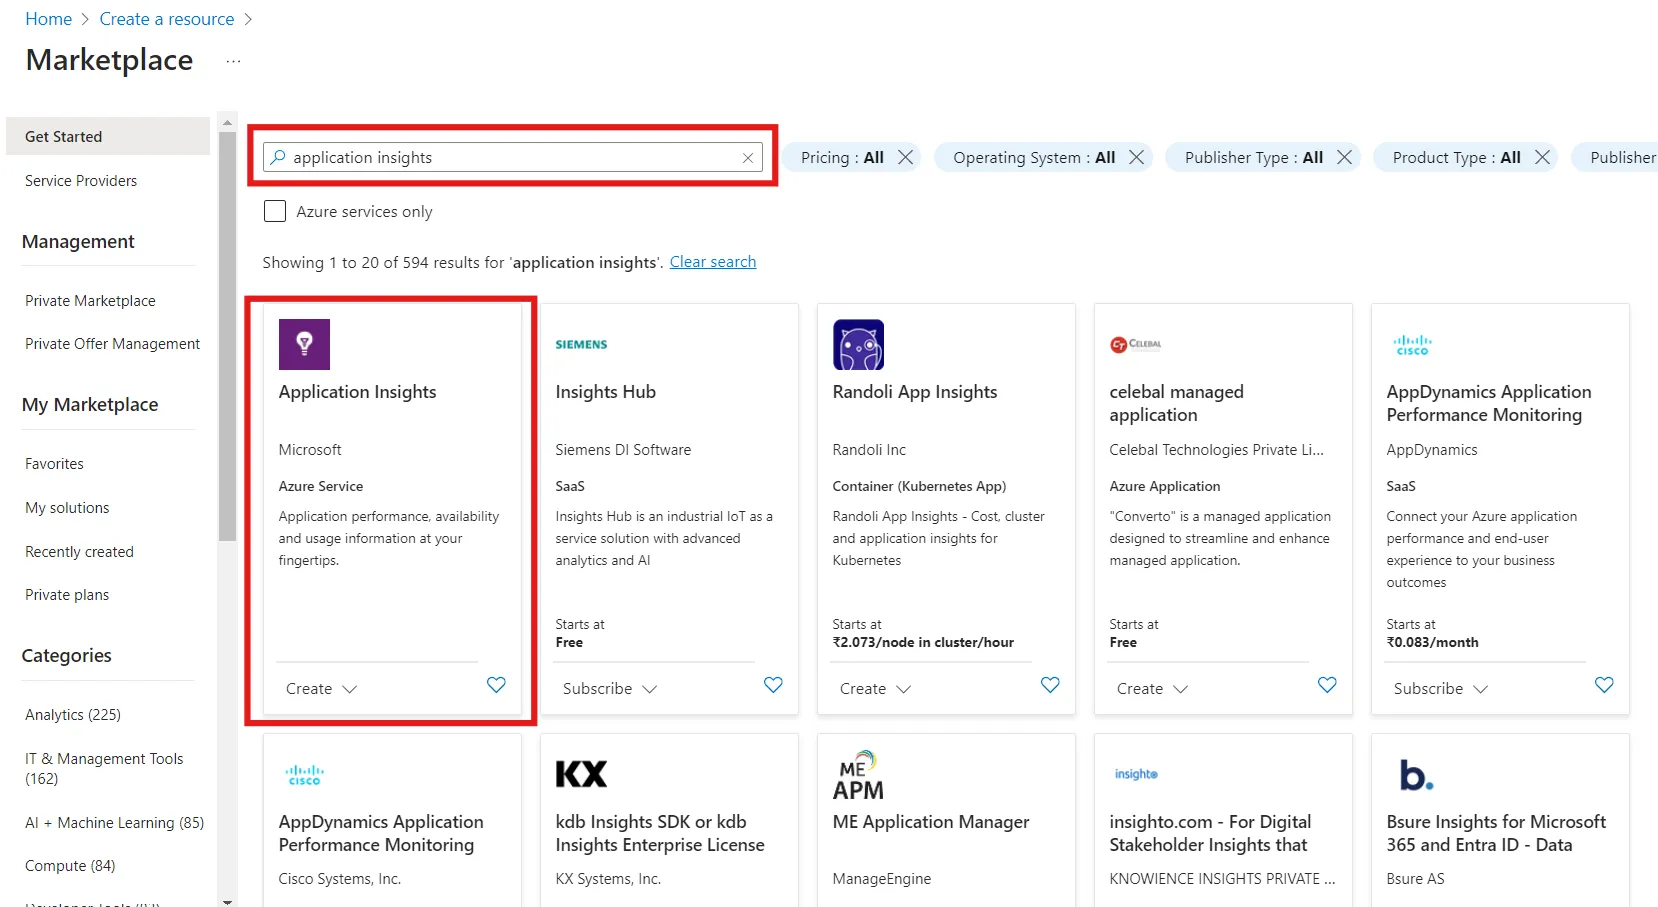 Home > Create a resource >
Marketplace ...
Get Started
Service Providers
Management
Private Marketplace
Private Offer Management
My Marketplace
Favorites
My solutions
Recently created
Private plans
Categories
Analytics (225)
IT & Management Tools
(162)
AI + Machine Learning (85)
Compute (84)
application insights
Pricing : All
Operating System : All
Publisher Type : All
Product Type : All
Publisher
Azure services only
Showing 1 to 20 of 594 results for 'application insights'. Clear search
Application Insights
Microsoft
Azure Service
Application performance, availability
and usage information at your
fingertips.
Create
SIEMENS
Insights Hub
Siemens DI Software
SaaS
Insights Hub is an industrial IoT as a
service solution with advanced
analytics and AI
Starts at
Free
Subscribe
Randoli App Insights
Randoli Inc
Container (Kubernetes App)
Randoli App Insights - Cost, cluster
and application insights for
Kubernetes
Starts at
₹2.073/node in cluster/hour
Create
CT CELEBAL
celebal managed
application
Celebal Technologies Private Li...
Azure Application
"Converto" is a managed application
designed to streamline and enhance
managed application.
Starts at
Free
Create
CISCO
AppDynamics Application
Performance Monitoring
AppDynamics
SaaS
Connect your Azure application
performance and end-user
experience to your business
outcomes
Starts at
₹0.083/month
Subscribe
CISCO
AppDynamics Application
Performance Monitoring
Cisco Systems, Inc.
KX
kdb Insights SDK or kdb
Insights Enterprise License
KX Systems, Inc.
ME
APM
ME Application Manager
ManageEngine
insighto
insighto.com - For Digital
Stakeholder Insights that
KNOWIENCE INSIGHTS PRIVATE ...
b.
Bsure Insights for Microsoft
365 and Entra ID - Data
Bsure AS